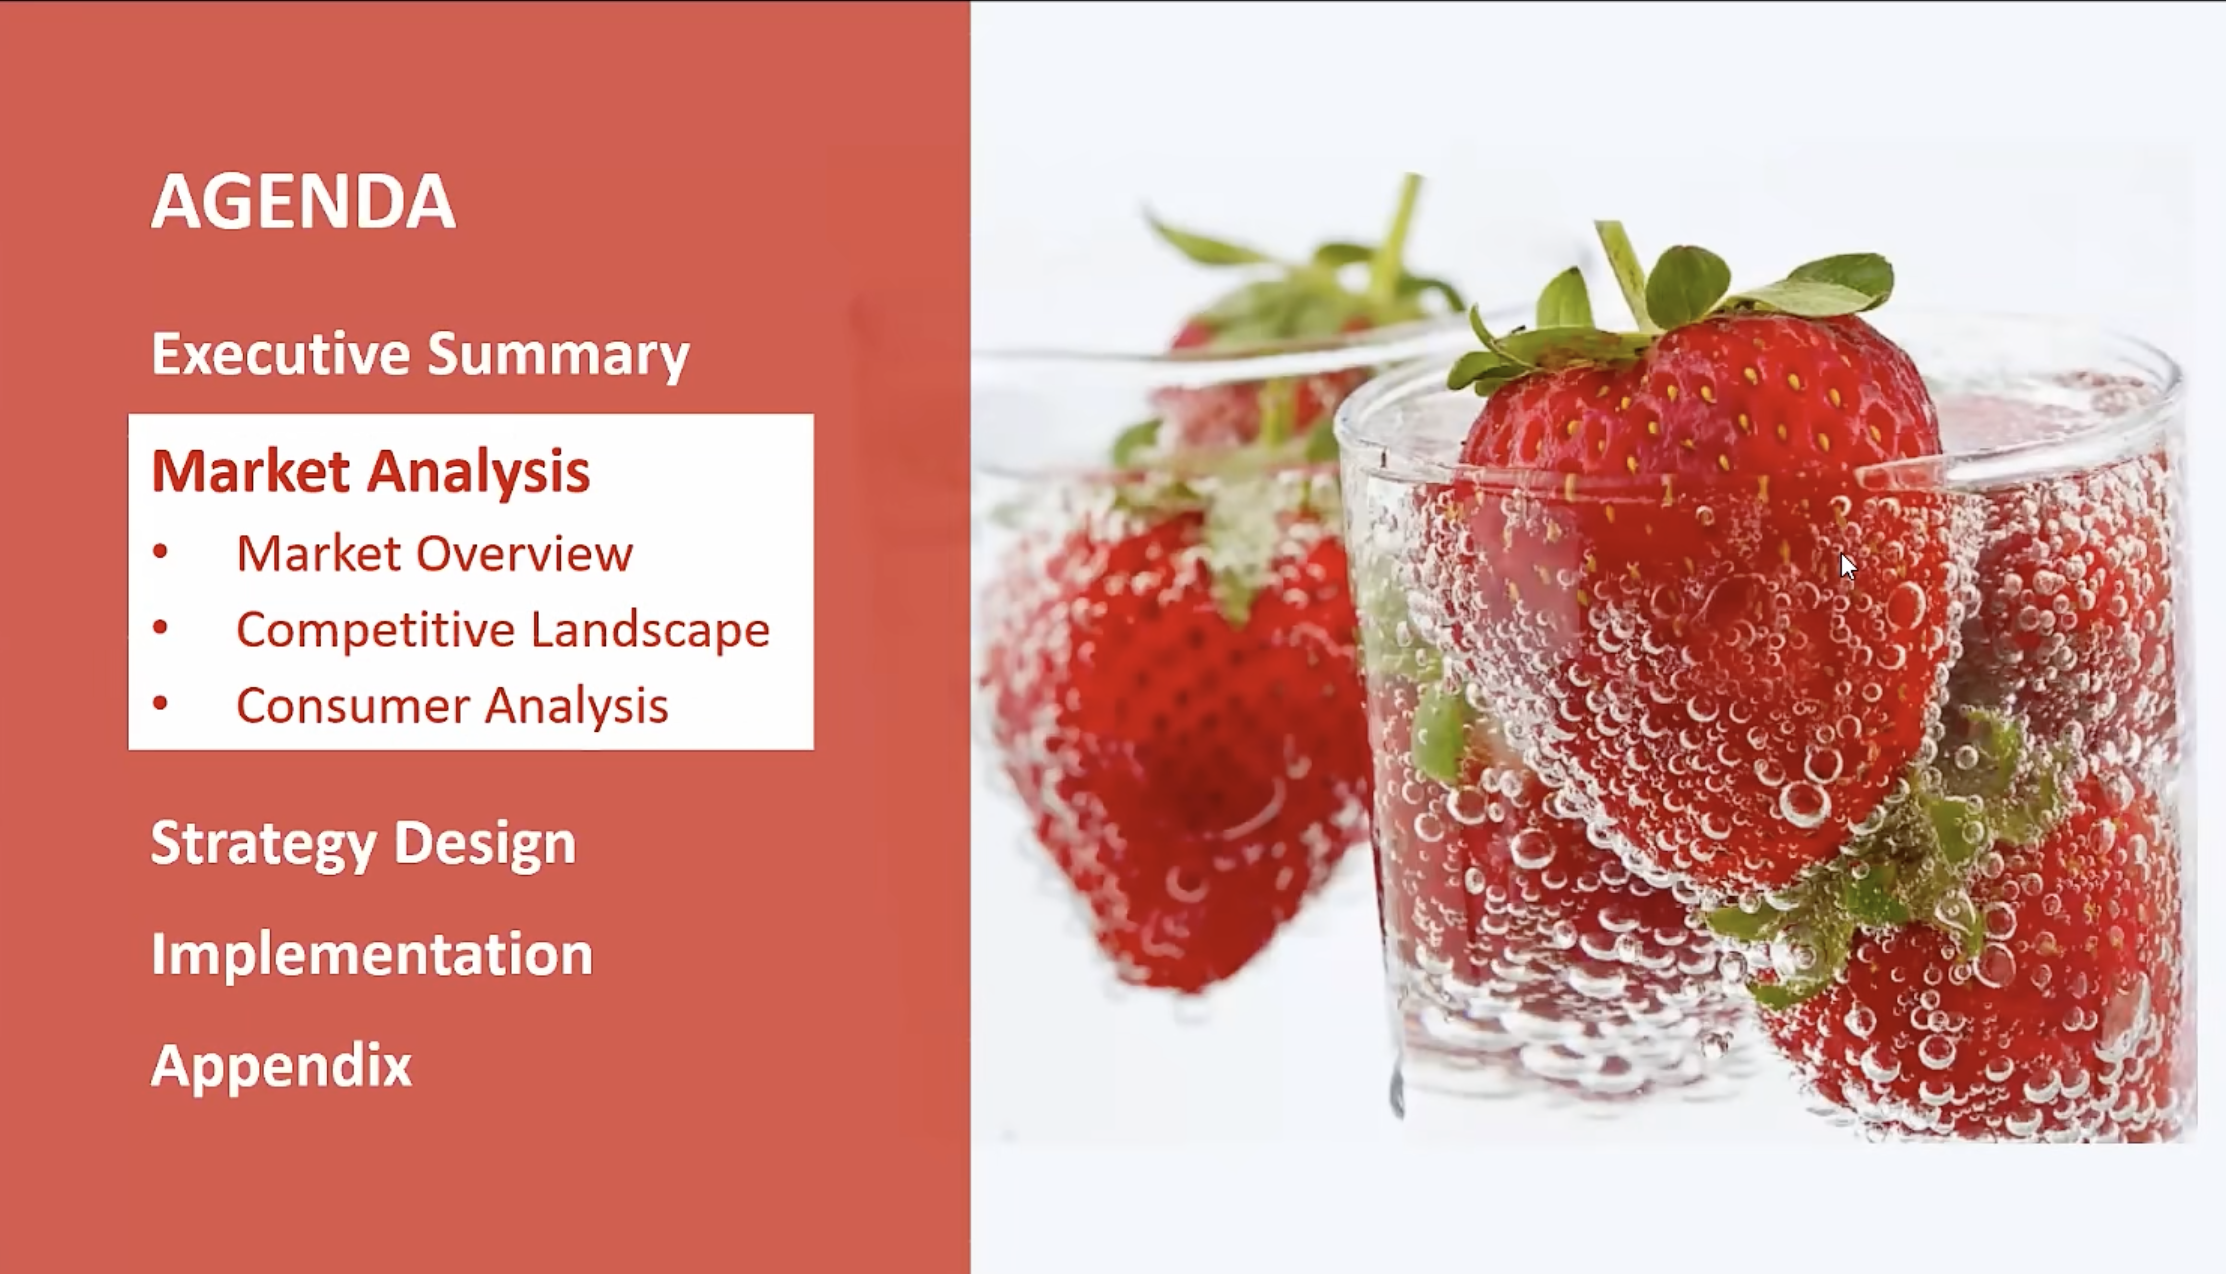 AGENDA
Executive Summary
Market Analysis
• Market Overview
• Competitive Landscape
• Consumer Analysis
Strategy Design
Implementation
Appendix